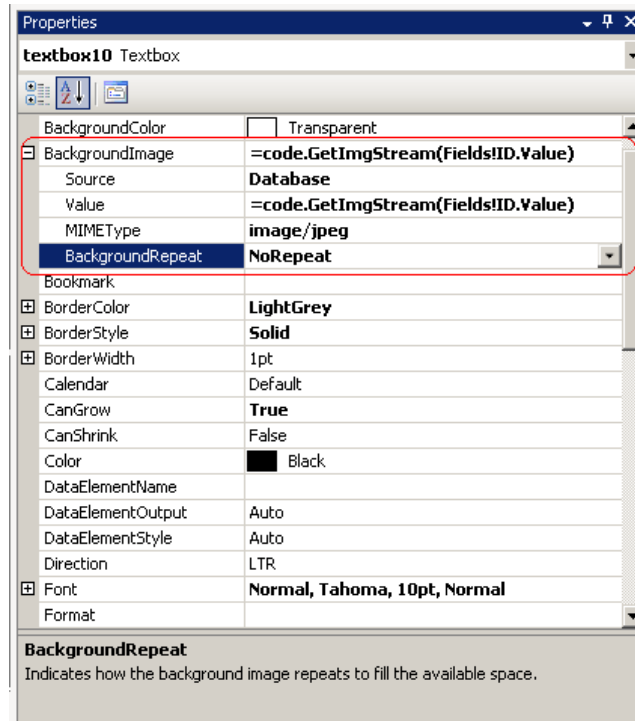 Properties
textbox10 Textbox
BackgroundColor Transparent
BackgroundImage =code.GetImgStream(Fields!ID.Value)
Source Database
Value =code.GetImgStream(Fields!ID.Value)
MIMEType image/jpeg
BackgroundRepeat NoRepeat
Bookmark
BorderColor LightGrey
BorderStyle Solid
BorderWidth 1pt
Calendar Default
CanGrow True
CanShrink False
Color Black
DataElementName
DataElementOutput Auto
DataElementStyle Auto
Direction LTR
Font Normal, Tahoma, 10pt, Normal
Format
BackgroundRepeat
Indicates how the background image repeats to fill the available space.